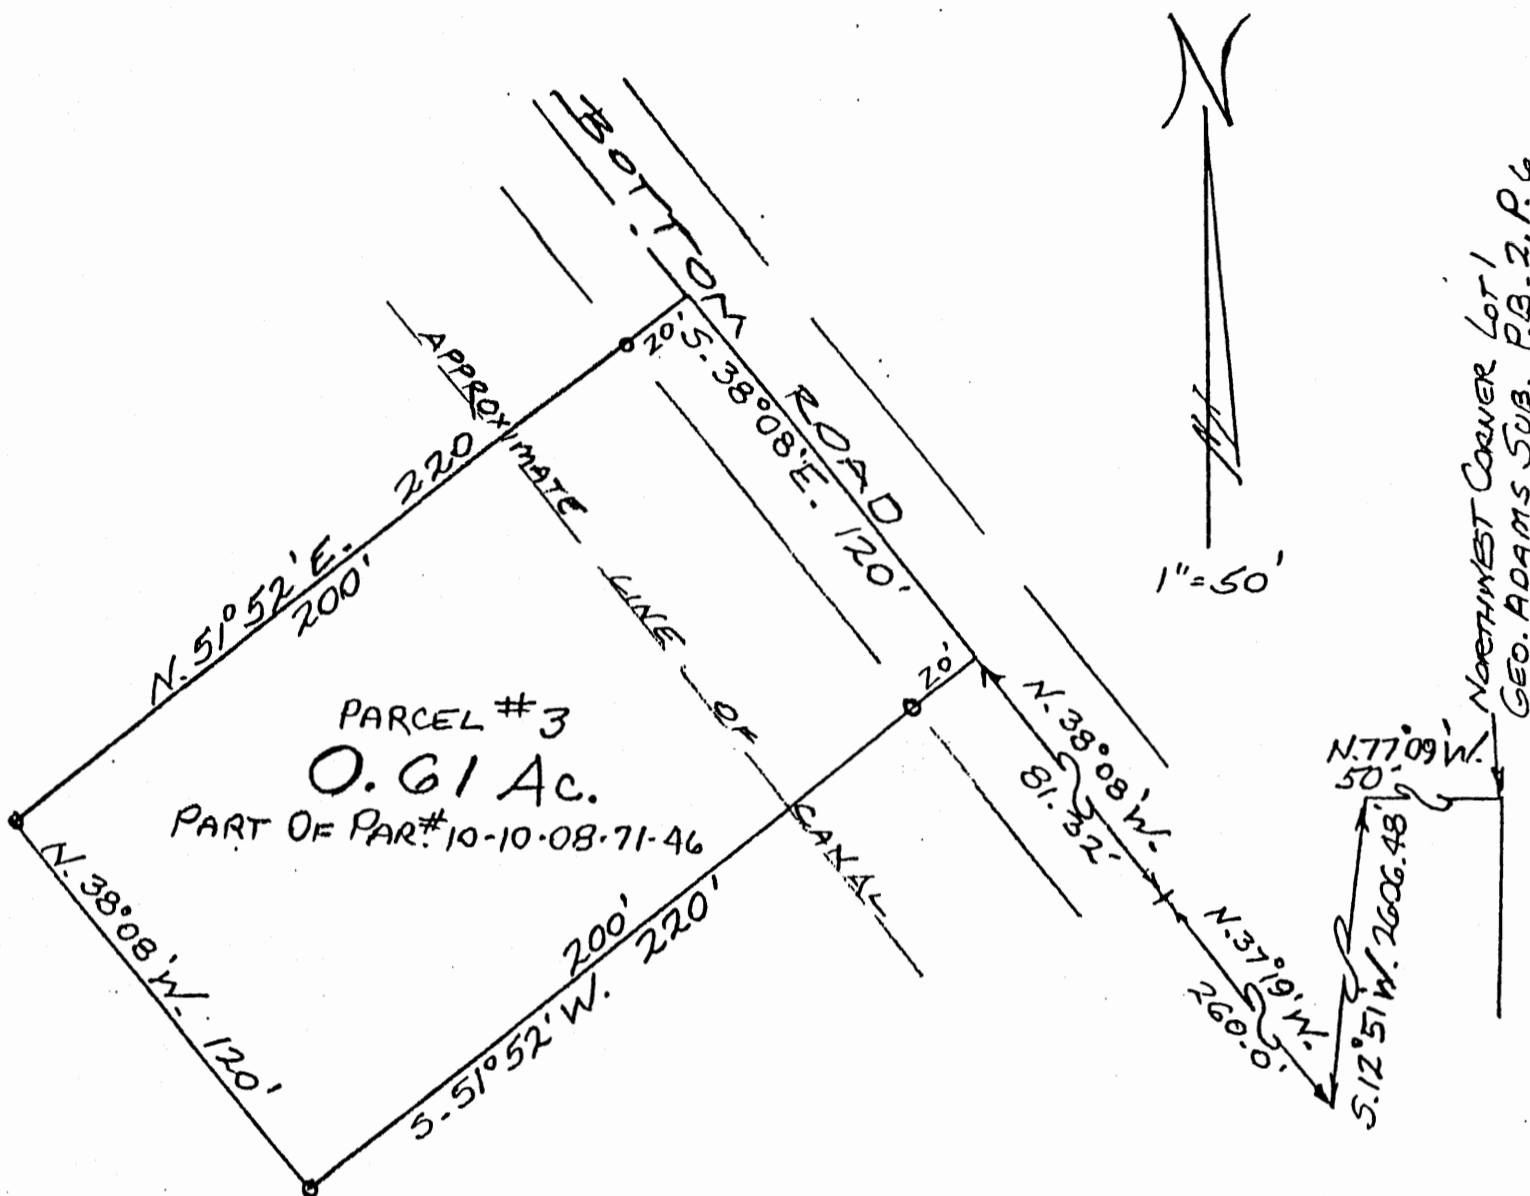 BOTTOM ROAD
20'
S. 38°08' E. 120'
APPROXIMATE LINE OF CANAL
220
N. 51°52' E.
200'
20'
PARCEL #3
0.61 AC.
PART OF PAR# 10-10-08-71-46
N. 38°08' W. 120'
200'
S. 51°52' W. 220'
N. 38°08' W.
81.32'
N. 37°19' W.
260.0'
S. 12°51' W. 2606.48'
N. 77°09' W.
50'
NORTHWEST CORNER LOT 1
GEO. ADAMS SUB. P.B. 2, P. 6
N
1"=50'